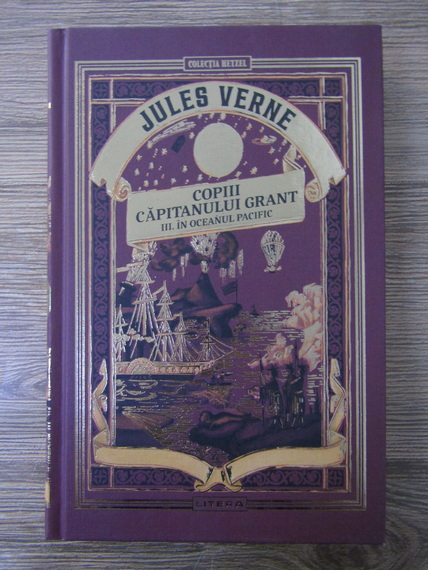 COLECȚIA HETZEL
JULES VERNE
COPIII
CĂPITANULUI GRANT
III. ÎN OCEANUL PACIFIC
LITERA